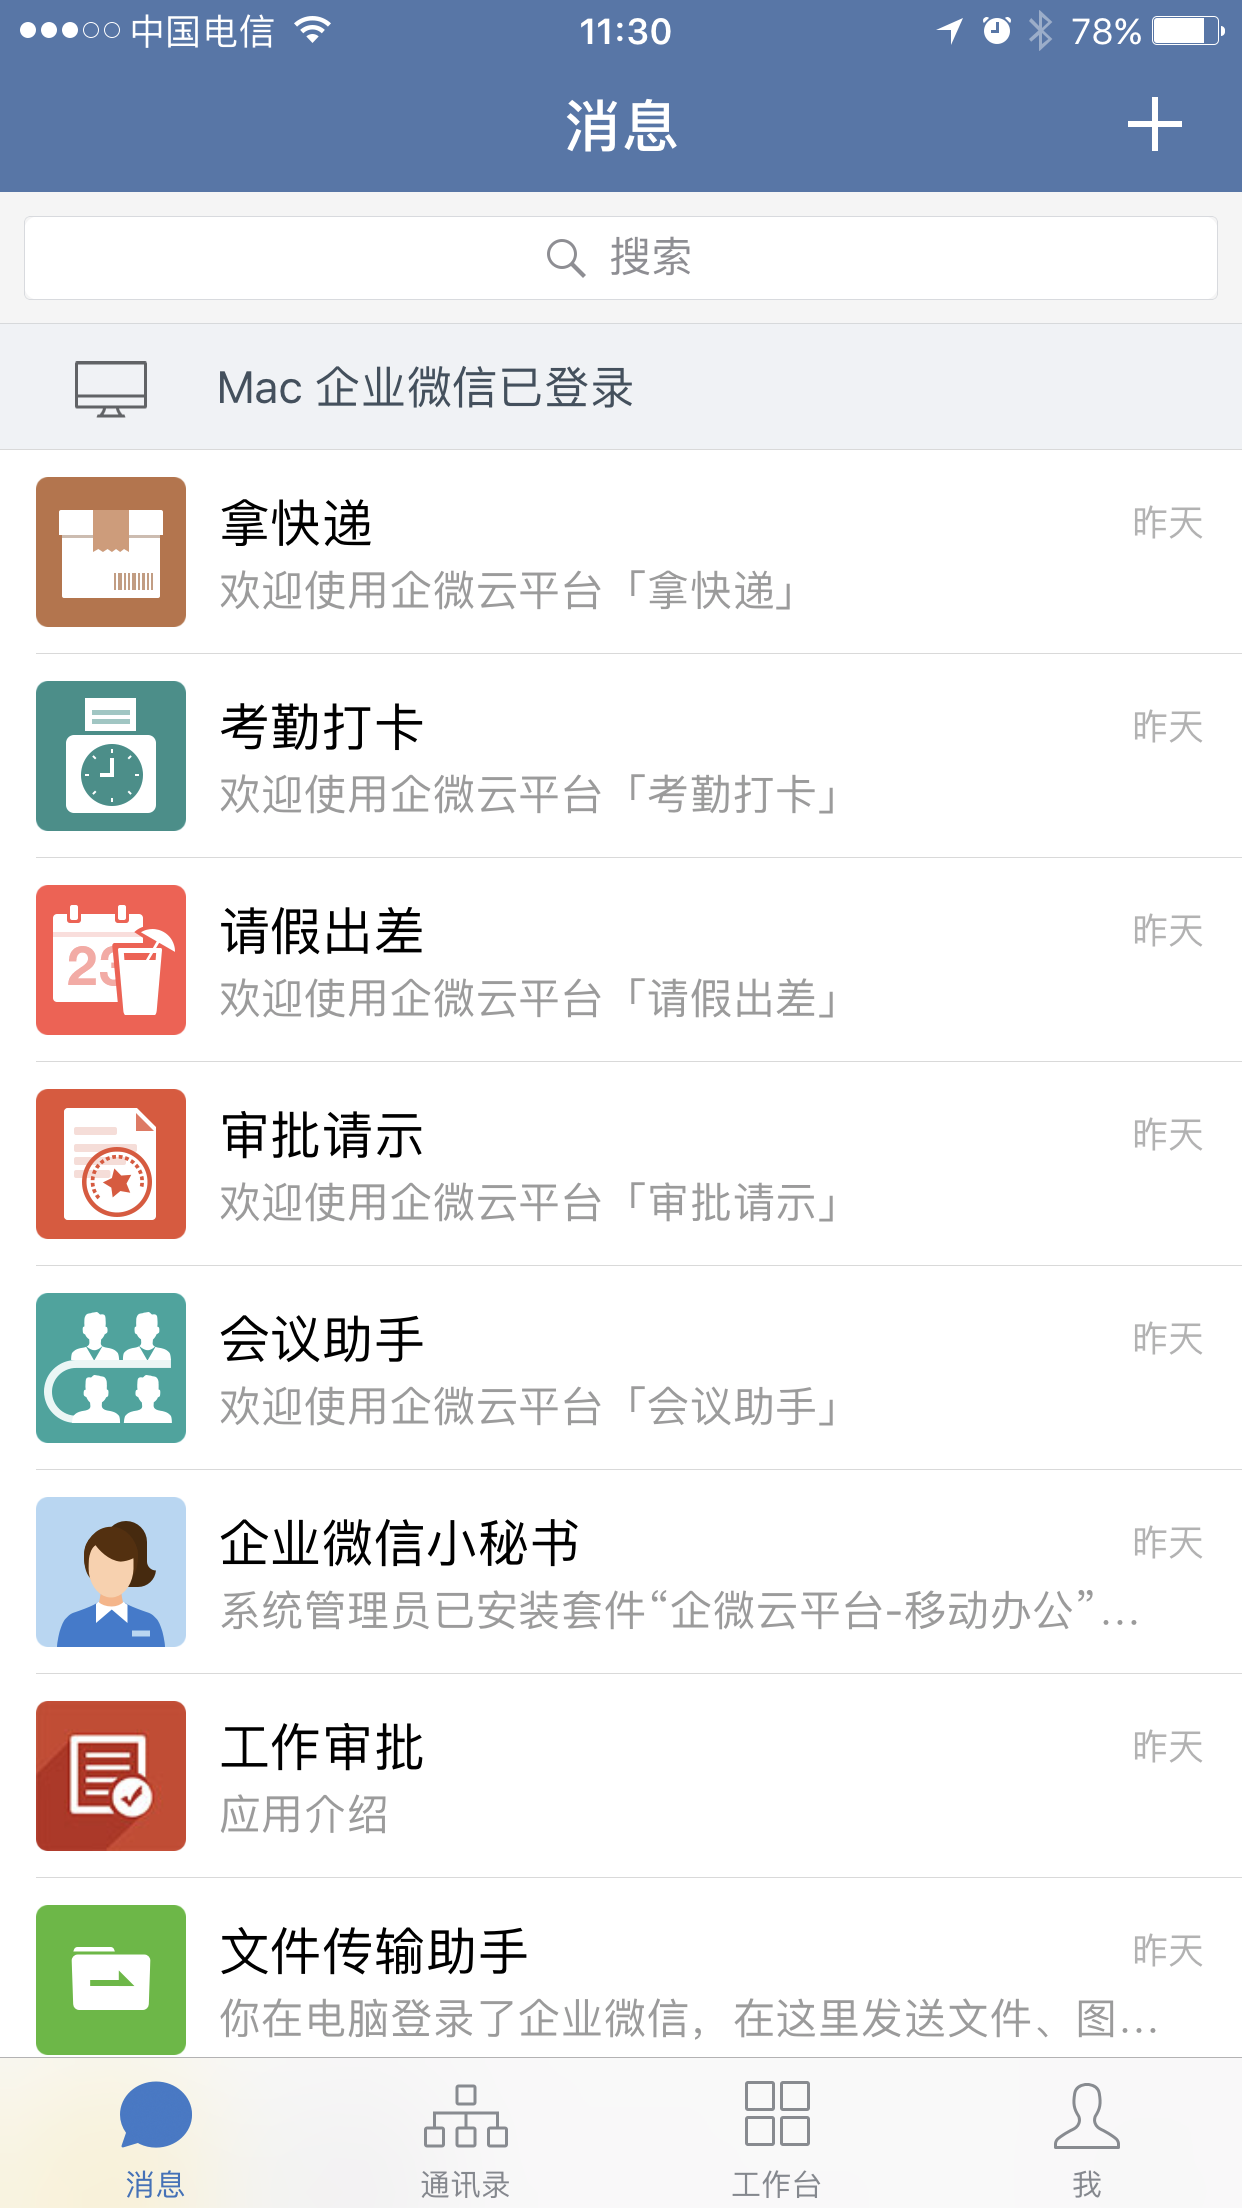 中国电信
11:30
78%
消息
搜索
Mac 企业微信已登录
拿快递
昨天
欢迎使用企微云平台「拿快递」
考勤打卡
昨天
欢迎使用企微云平台「考勤打卡」
23
请假出差
昨天
欢迎使用企微云平台「请假出差」
审批请示
昨天
欢迎使用企微云平台「审批请示」
会议助手
昨天
欢迎使用企微云平台「会议助手」
企业微信小秘书
昨天
系统管理员已安装套件“企微云平台-移动办公”...
工作审批
昨天
应用介绍
文件传输助手
昨天
你在电脑登录了企业微信，在这里发送文件、图...
消息
通讯录
工作台
我